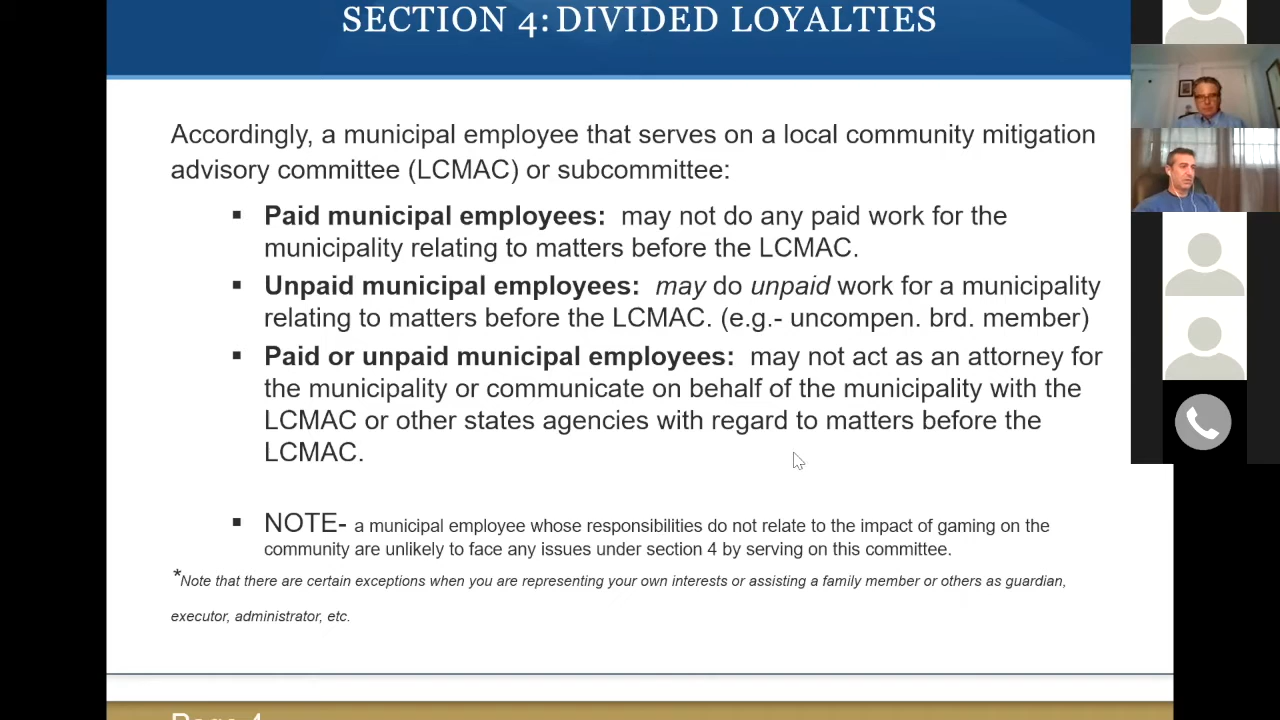 SECTION 4: DIVIDED LOYALTIES
Accordingly, a municipal employee that serves on a local community mitigation
advisory committee (LCMAC) or subcommittee:
▪ Paid municipal employees: may not do any paid work for the
municipality relating to matters before the LCMAC.
▪ Unpaid municipal employees: may do unpaid work for a municipality
relating to matters before the LCMAC. (e.g.- uncompen. brd. member)
▪ Paid or unpaid municipal employees: may not act as an attorney for
the municipality or communicate on behalf of the municipality with the
LCMAC or other states agencies with regard to matters before the
LCMAC.
▪ NOTE- a municipal employee whose responsibilities do not relate to the impact of gaming on the
community are unlikely to face any issues under section 4 by serving on this committee.
*Note that there are certain exceptions when you are representing your own interests or assisting a family member or others as guardian,
executor, administrator, etc.
Page 4